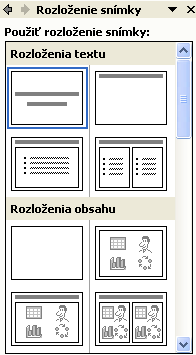 Rozloženie snímky
Použiť rozloženie snímky:
Rozloženia textu
Rozloženia obsahu